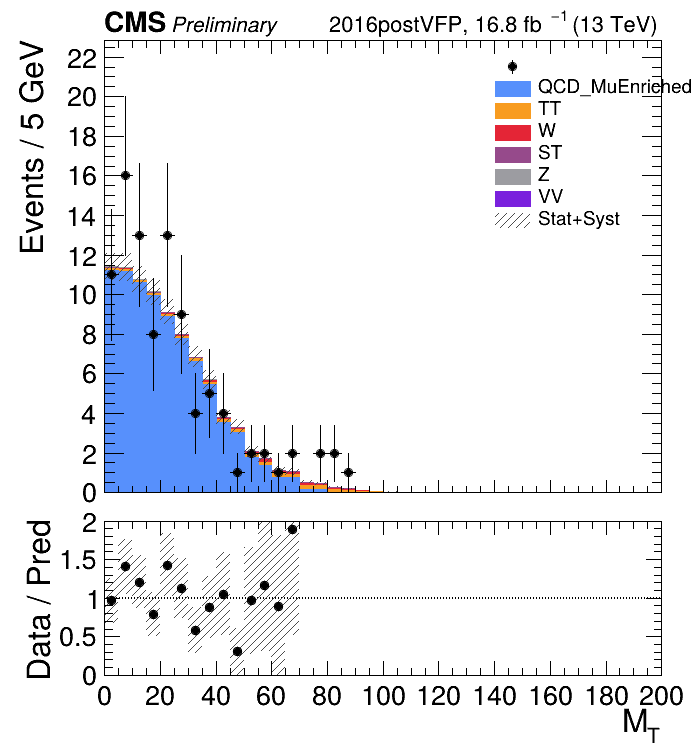 CMS Preliminary 2016postVFP, 16.8 fb⁻¹ (13 TeV)
Events / 5 GeV
22
20
18
16
14
12
10
8
6
4
2
0
QCD_MuEnriched
TT
W
ST
Z
VV
Stat+Syst
Data / Pred
2
1.5
1
0.5
0
0 20 40 60 80 100 120 140 160 180 200
M_T